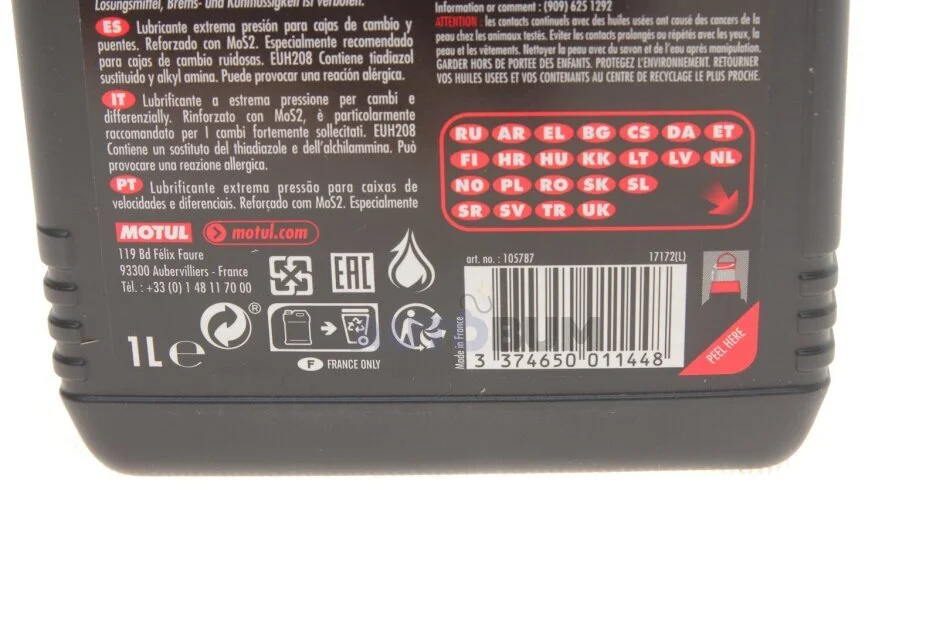 Lösungsmittel, Brems- und Kühlflüssigkeit ist verboten.
ES Lubricante extrema presión para cajas de cambio y
puentes. Reforzado con MoS2. Especialmente recomendado
para cajas de cambio ruidosas. EUH208 Contiene tiadiazol
sustituido y alkyl amina. Puede provocar una reación alérgica.
IT Lubrificante a estrema pressione per cambi e
differenzially. Rinforzato con MoS2, è particolarmente
raccomandato per I cambi fortemente sollecitati. EUH208
Contiene un sostituto del thiadiazole e dell'alchilammina. Può
provocare una reazione allergica.
PT Lubrificante extrema pressão para caixas de
velocidades e diferenciais. Reforçado com MoS2. Especialmente
MOTUL motul.com
119 Bd Félix Faure
93300 Aubervilliers - France
Tél. : +33 (0) 1 48 11 70 00
EAC
1L e ®
F FRANCE ONLY
Information or comment : (909) 625 1292
ATTENTION : les contacts continuels avec des huiles usées ont causé des cancers de la
peau chez les animaux testés. Eviter les contacts prolongés ou répétés avec les yeux, la
peau et les vêtements. Nettoyer la peau avec du savon et de l'eau après manipulation.
GARDER HORS DE PORTEE DES ENFANTS. PROTEGEZ L'ENVIRONNEMENT. RETOURNER
VOS HUILES USEES ET VOS CONTENANTS AU CENTRE DE RECYCLAGE LE PLUS PROCHE.
RU AR EL BG CS DA ET
FI HR HU KK LT LV NL
NO PL RO SK SL
SR SV TR UK
art. no. : 105787 17172(L)
Made in France
3 374650 011448
PEEL HERE